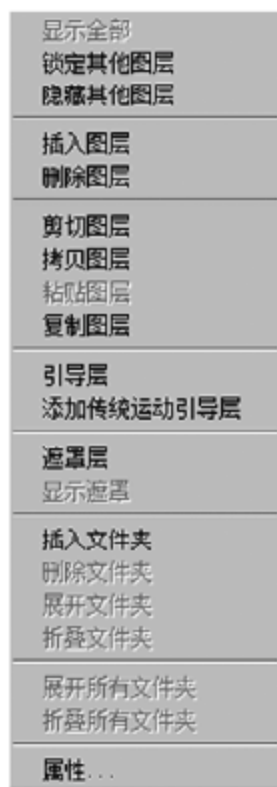 显示全部
锁定其他图层
隐藏其他图层
插入图层
删除图层
剪切图层
拷贝图层
粘贴图层
复制图层
引导层
添加传统运动引导层
遮罩层
显示遮罩
插入文件夹
删除文件夹
展开文件夹
折叠文件夹
展开所有文件夹
折叠所有文件夹
属性...